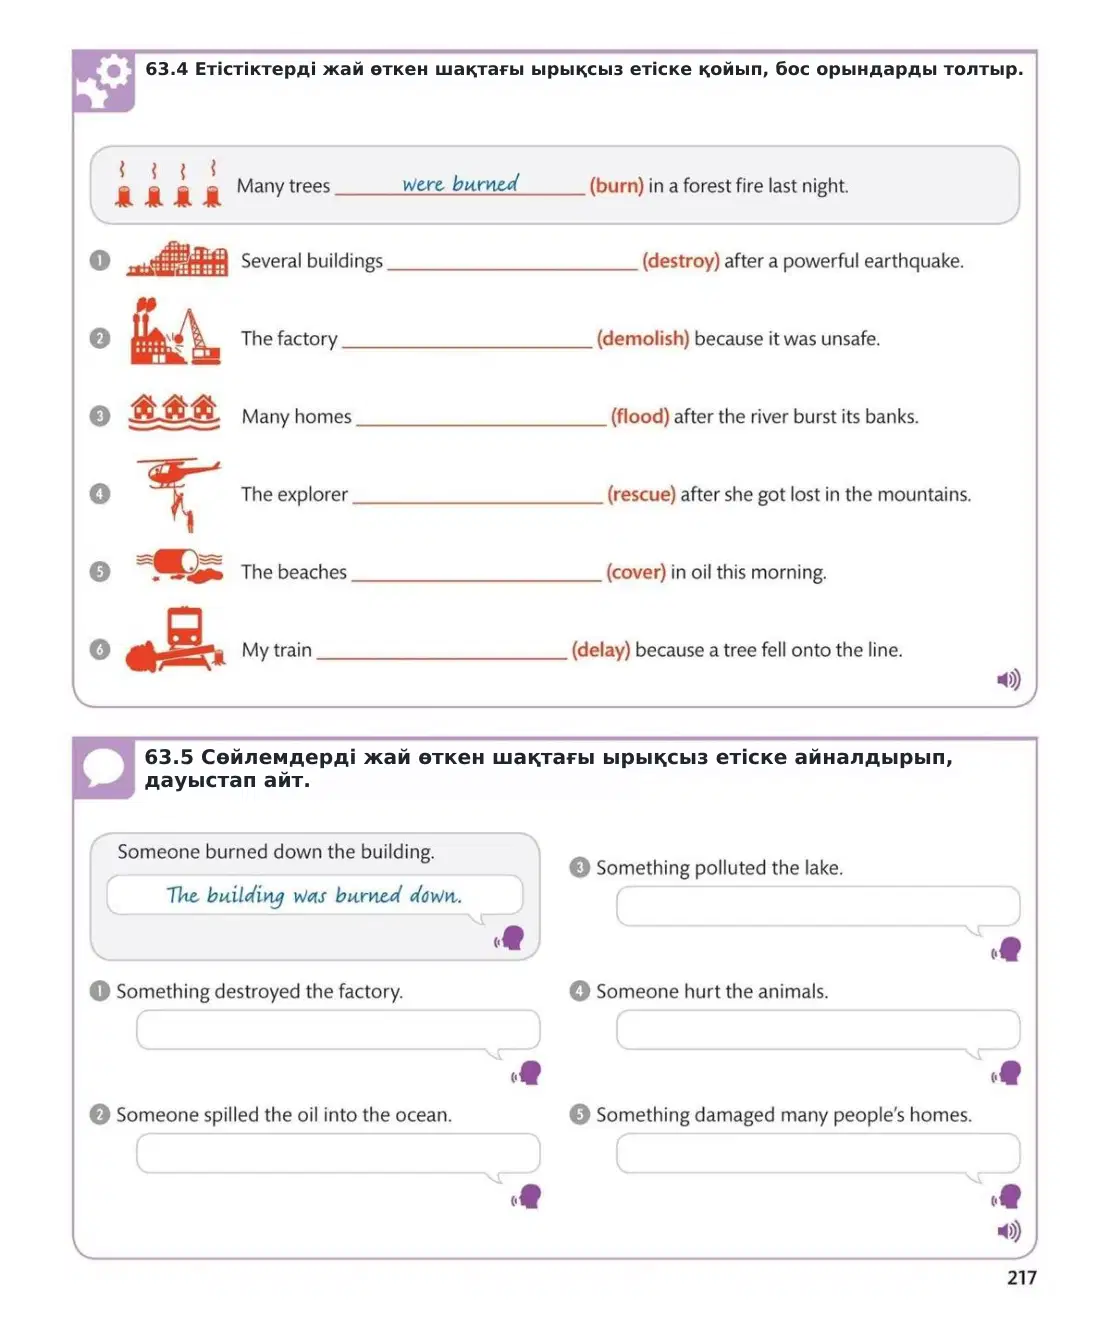 63.4 Етістіктерді жай өткен шақтағы ырықсыз етіске қойып, бос орындарды толтыр.
Many trees were burned (burn) in a forest fire last night.
1 Several buildings (destroy) after a powerful earthquake.
2 The factory (demolish) because it was unsafe.
3 Many homes (flood) after the river burst its banks.
4 The explorer (rescue) after she got lost in the mountains.
5 The beaches (cover) in oil this morning.
6 My train (delay) because a tree fell onto the line.
63.5 Сөйлемдерді жай өткен шақтағы ырықсыз етіске айналдырып,
дауыстап айт.
Someone burned down the building.
The building was burned down.
1 Something destroyed the factory.
2 Someone spilled the oil into the ocean.
3 Something polluted the lake.
4 Someone hurt the animals.
5 Something damaged many people's homes.
217